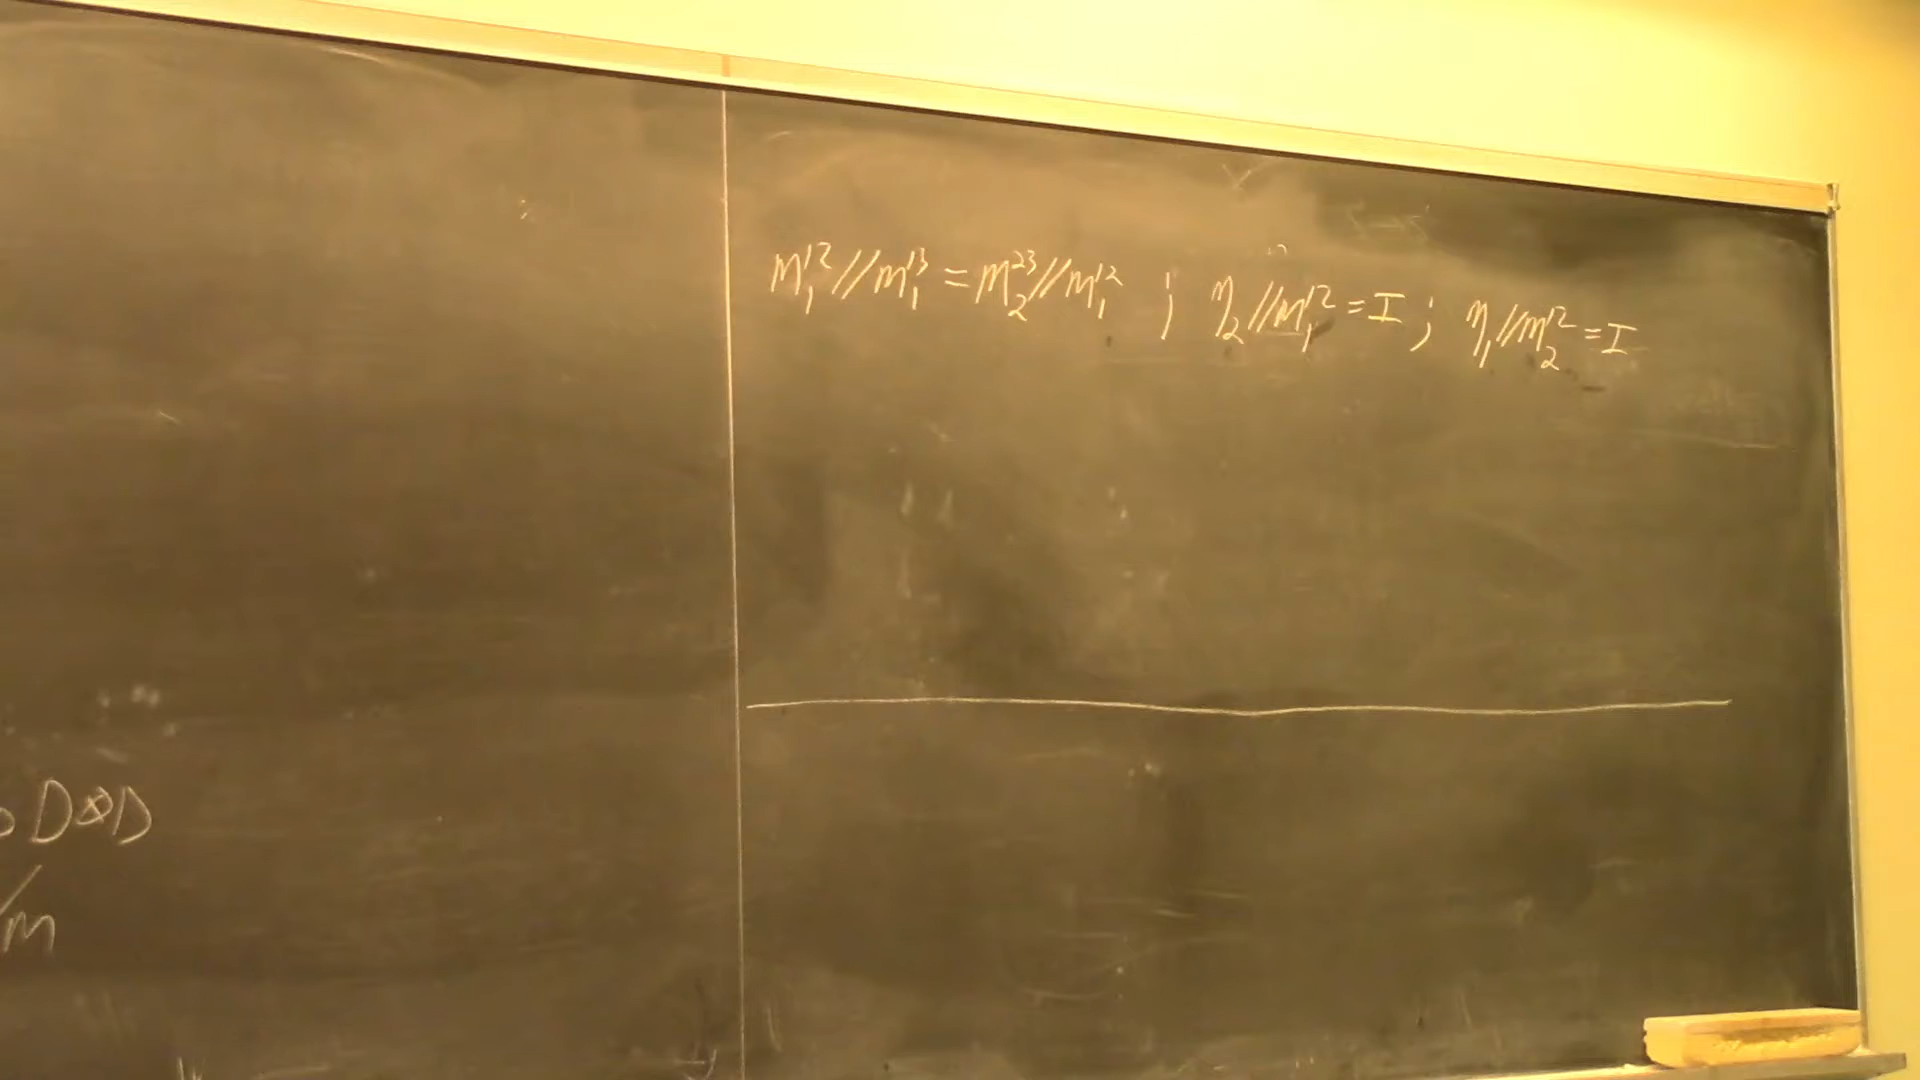 m₁¹²//m₁¹³ = m₂²³//m₁¹² ; η₂//m₁¹² = I ; η₁//m₂¹² = I
D⊗D
/m